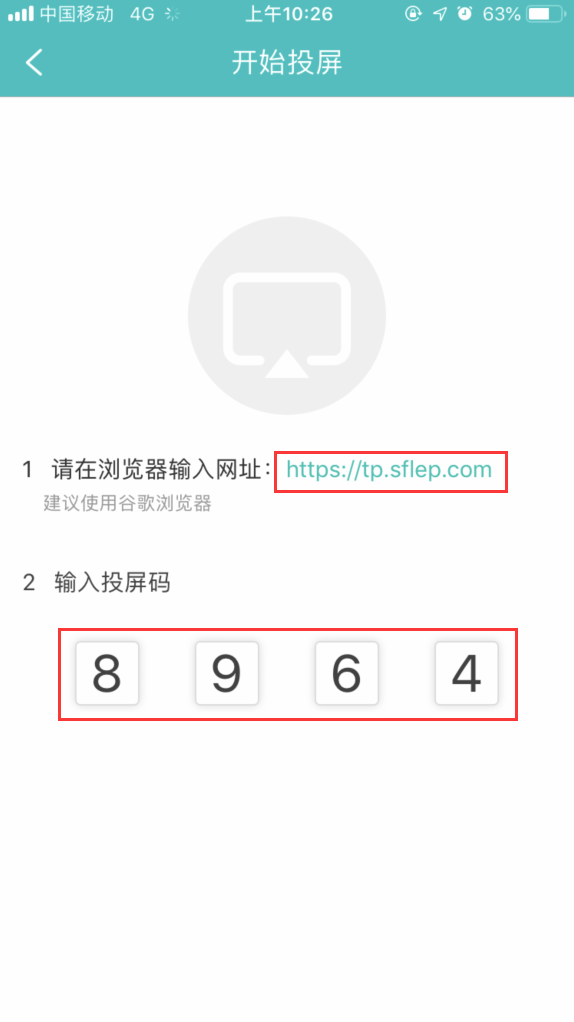 中国移动 4G 上午10:26 63%
开始投屏
1 请在浏览器输入网址：https://tp.sflep.com
建议使用谷歌浏览器
2 输入投屏码
8 9 6 4